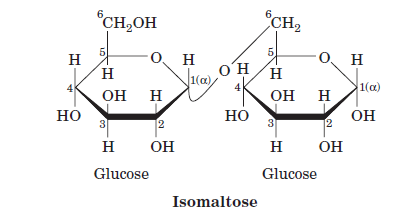 6 CH₂OH 6 CH₂
5 O 5 O
H H H 1(α) O H H H
4 OH H 4 OH H 1(α)
HO 3 2 HO 3 2 OH
H OH H OH
Glucose Glucose
Isomaltose